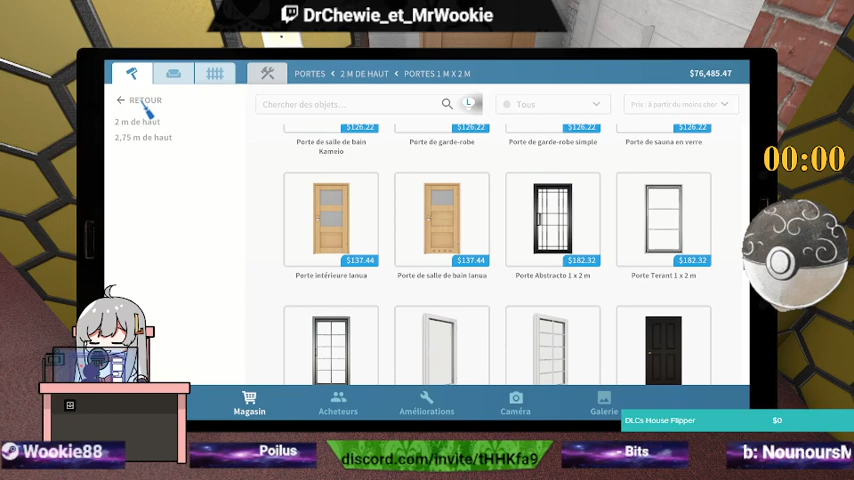 DrChewie_et_MrWookie
PORTES < 2 M DE HAUT < PORTES 1 M X 2 M
$76,485.47
RETOUR
2 m de haut
2,75 m de haut
Chercher des objets...
L
Tous
Prix : à partir du moins cher
$126.22
$126.22
$126.22
$126.22
Porte de salle de bain Kameio
Porte de garde-robe
Porte de garde-robe simple
Porte de sauna en verre
$137.44
$137.44
$182.32
$182.32
Porte intérieure Ianua
Porte de salle de bain Ianua
Porte Abstracto 1 x 2 m
Porte Terant 1 x 2 m
00:00
Magasin
Acheteurs
Améliorations
Caméra
Galerie
DLCs House Flipper
$0
Wookie88
Poilus
discord.com/invite/tHHKfa9
- Bits
b: NounoursM